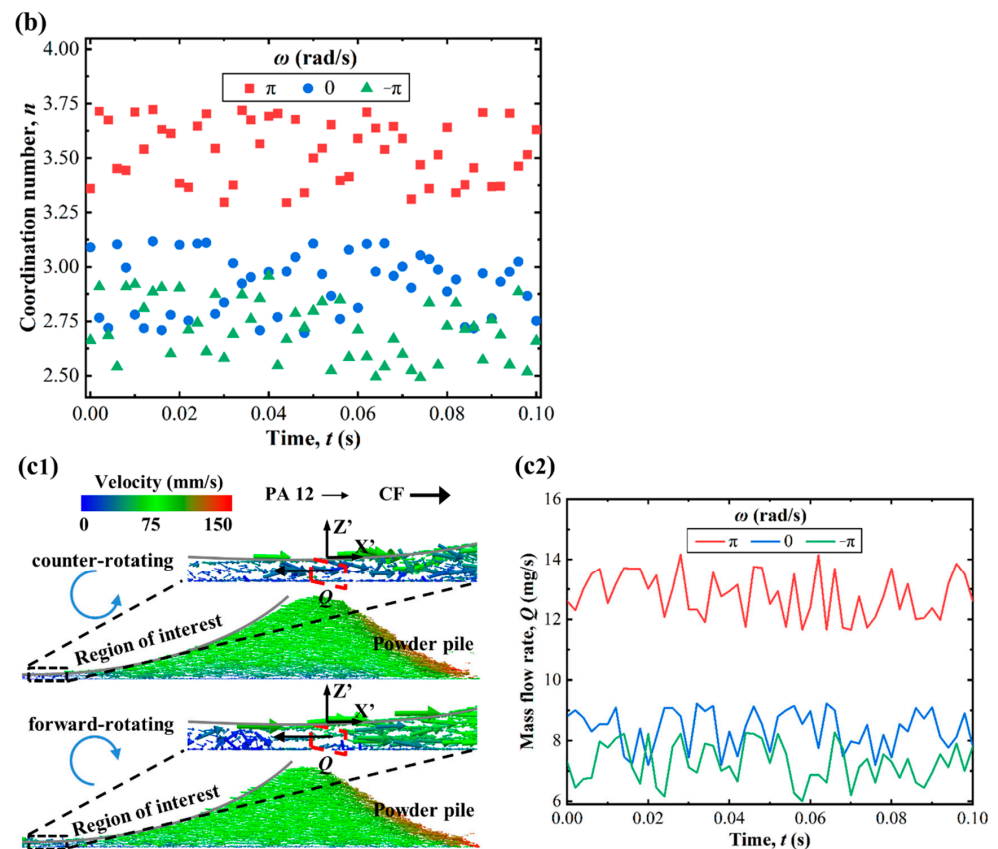 (b)
ω (rad/s)
π 0 −π
Coordination number, n
4.00
3.75
3.50
3.25
3.00
2.75
2.50
0.00 0.02 0.04 0.06 0.08 0.10
Time, t (s)
(c1)
Velocity (mm/s)
0 75 150
PA 12
CF
Z'
X'
counter-rotating
Q
Region of interest
Powder pile
Z'
X'
forward-rotating
Q
Region of interest
Powder pile
(c2)
ω (rad/s)
π 0 −π
Mass flow rate, Q (mg/s)
16
14
12
10
8
6
0.00 0.02 0.04 0.06 0.08 0.10
Time, t (s)